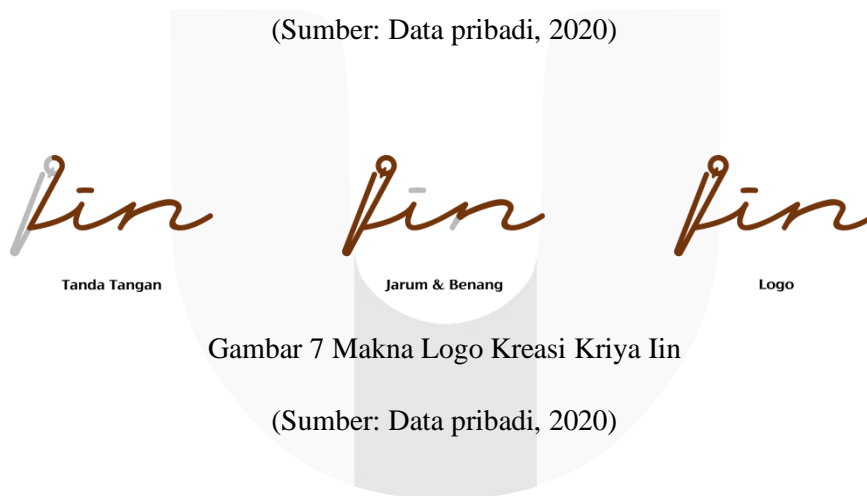 (Sumber: Data pribadi, 2020)
Iin Iin Iin
Tanda Tangan Jarum & Benang Logo
Gambar 7 Makna Logo Kreasi Kriya Iin
(Sumber: Data pribadi, 2020)